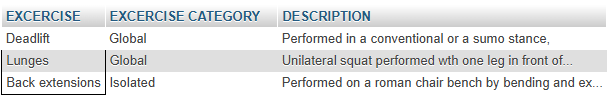 EXCERCISE EXCERCISE CATEGORY DESCRIPTION
Deadlift Global Performed in a conventional or a sumo stance,
Lunges Global Unilateral squat performed wth one leg in front of...
Back extensions Isolated Performed on a roman chair bench by bending and ex...